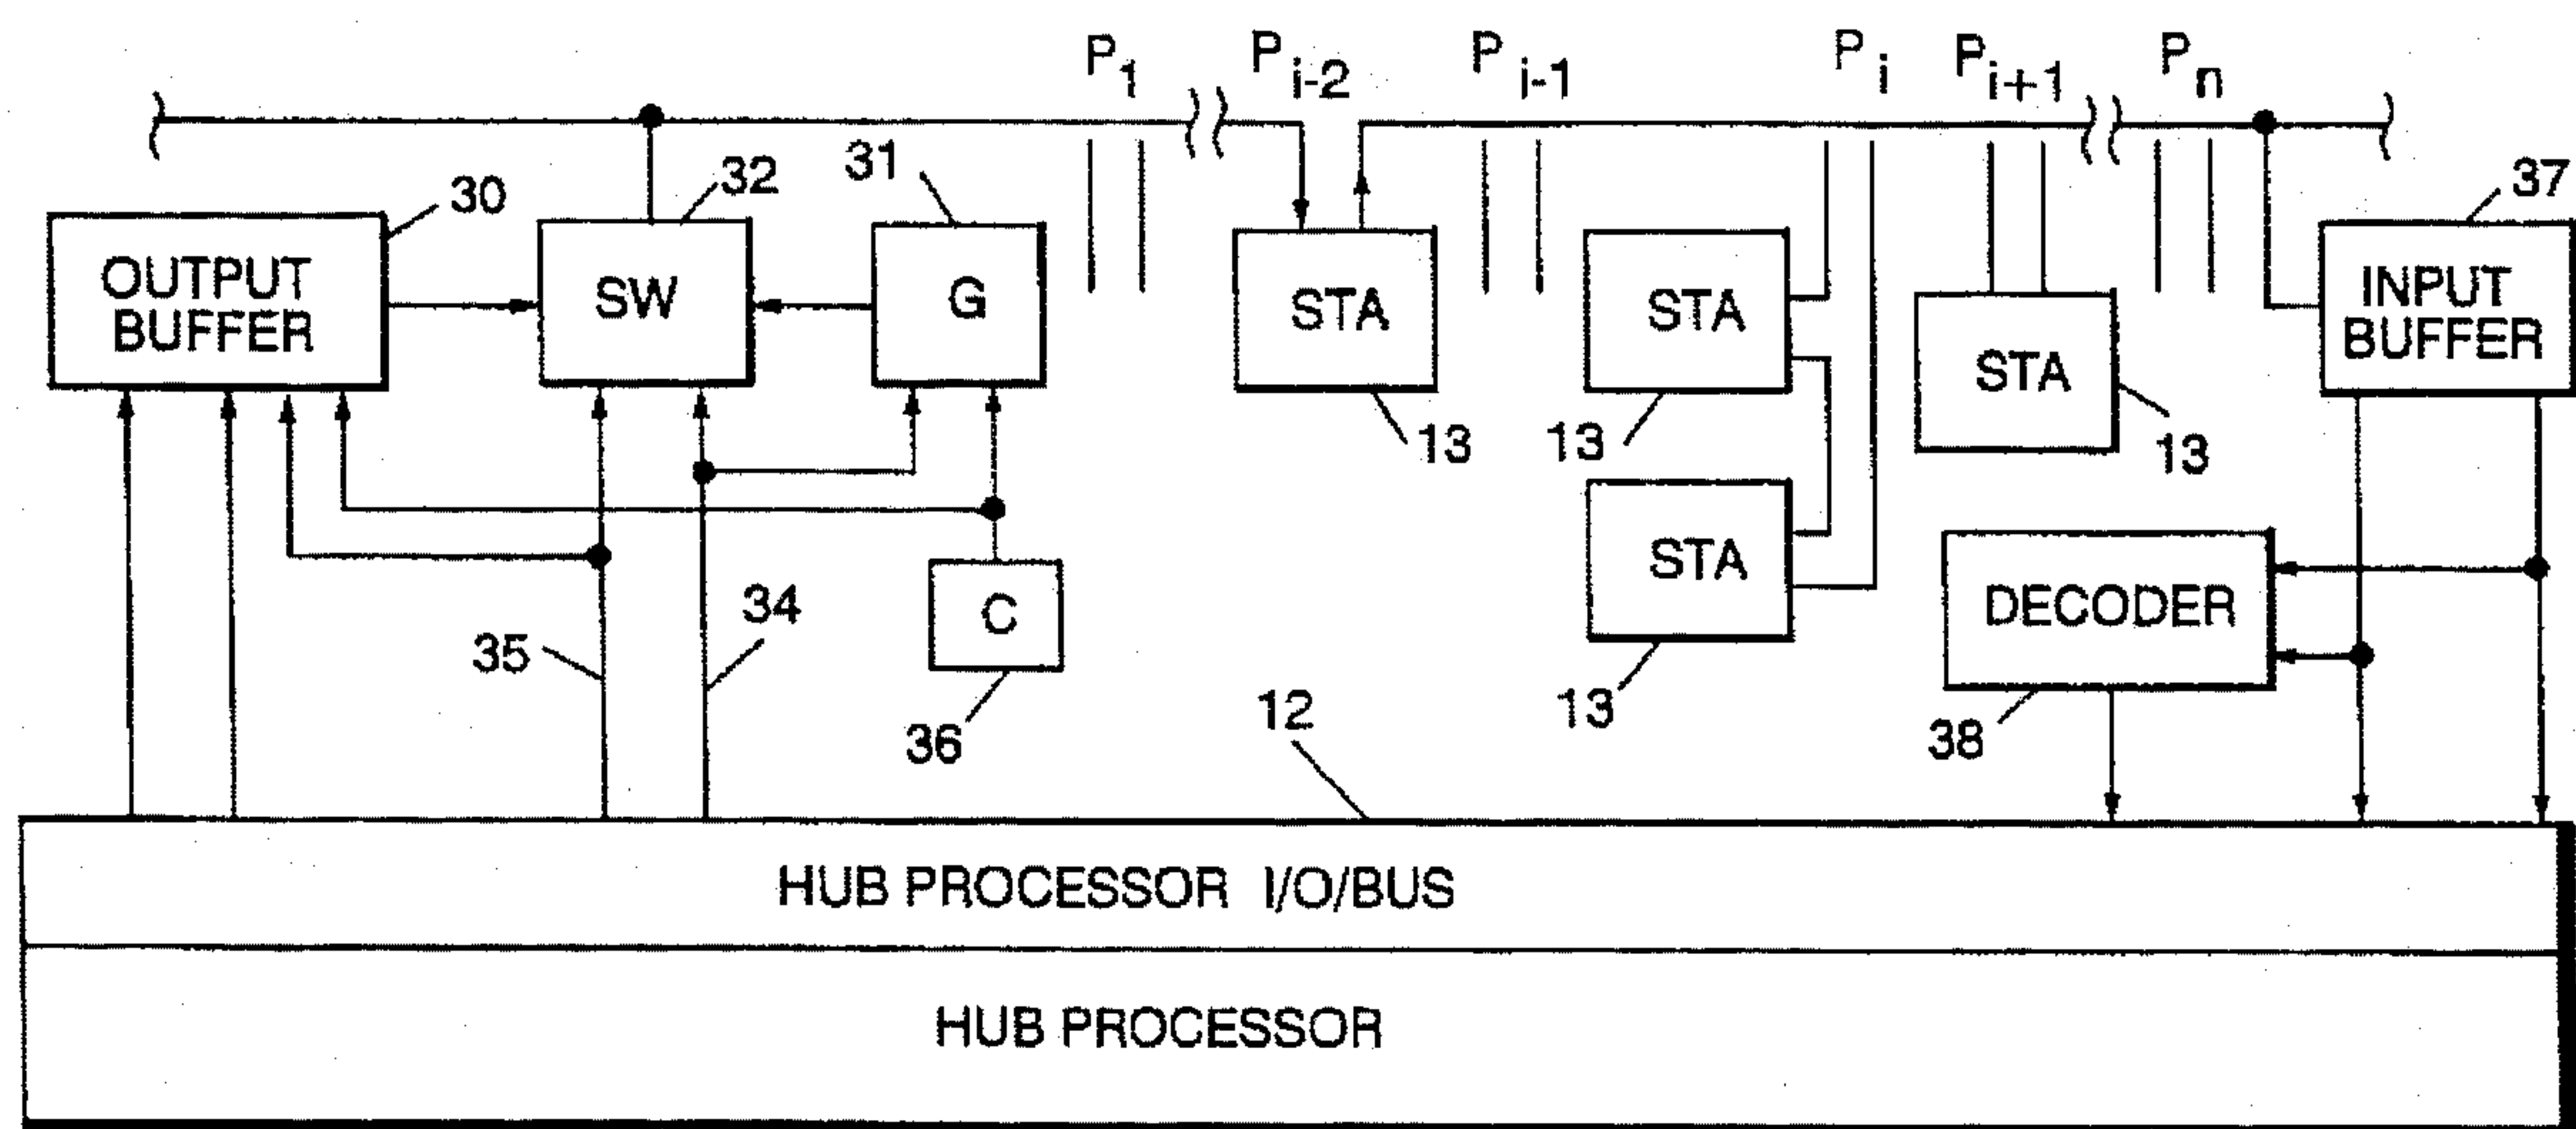 P1 Pi-2 Pi-1 Pi Pi+1 Pn
30 32 31 37
OUTPUT
BUFFER
SW
G
STA
STA
STA
INPUT
BUFFER
13 13 13
STA
DECODER
C
35 34
36
12
13
38
HUB PROCESSOR I/O/BUS
HUB PROCESSOR